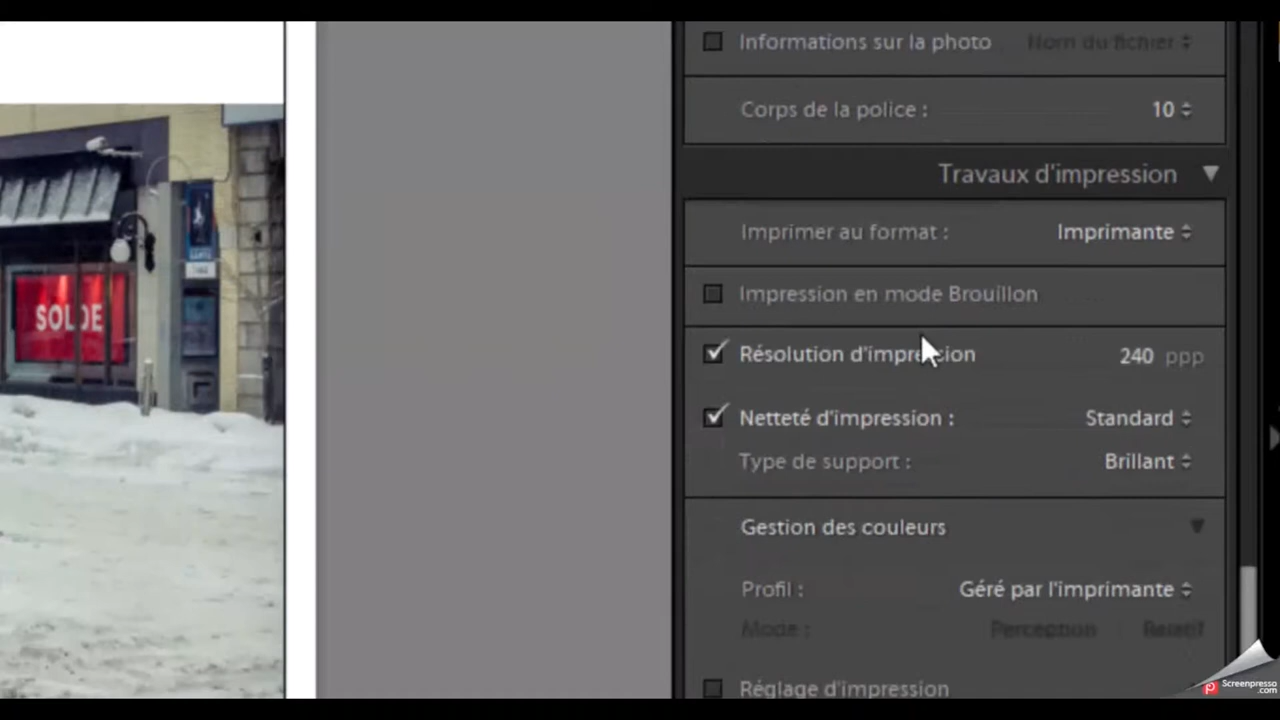 Informations sur la photo Nom du fichier
Corps de la police : 10
Travaux d'impression
Imprimer au format : Imprimante
Impression en mode Brouillon
Résolution d'impression 240 ppp
Netteté d'impression : Standard
Type de support : Brillant
Gestion des couleurs
Profil : Géré par l'imprimante
Mode : Perception Relatif
Réglage d'impression
SOLDE
Screenpresso
.com